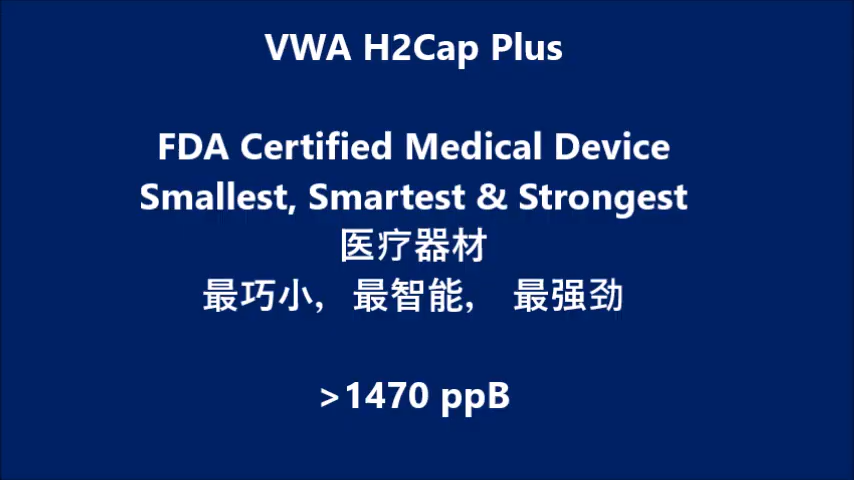 VWA H2Cap Plus
FDA Certified Medical Device
Smallest, Smartest & Strongest
医疗器材
最巧小，最智能， 最强劲
>1470 ppB